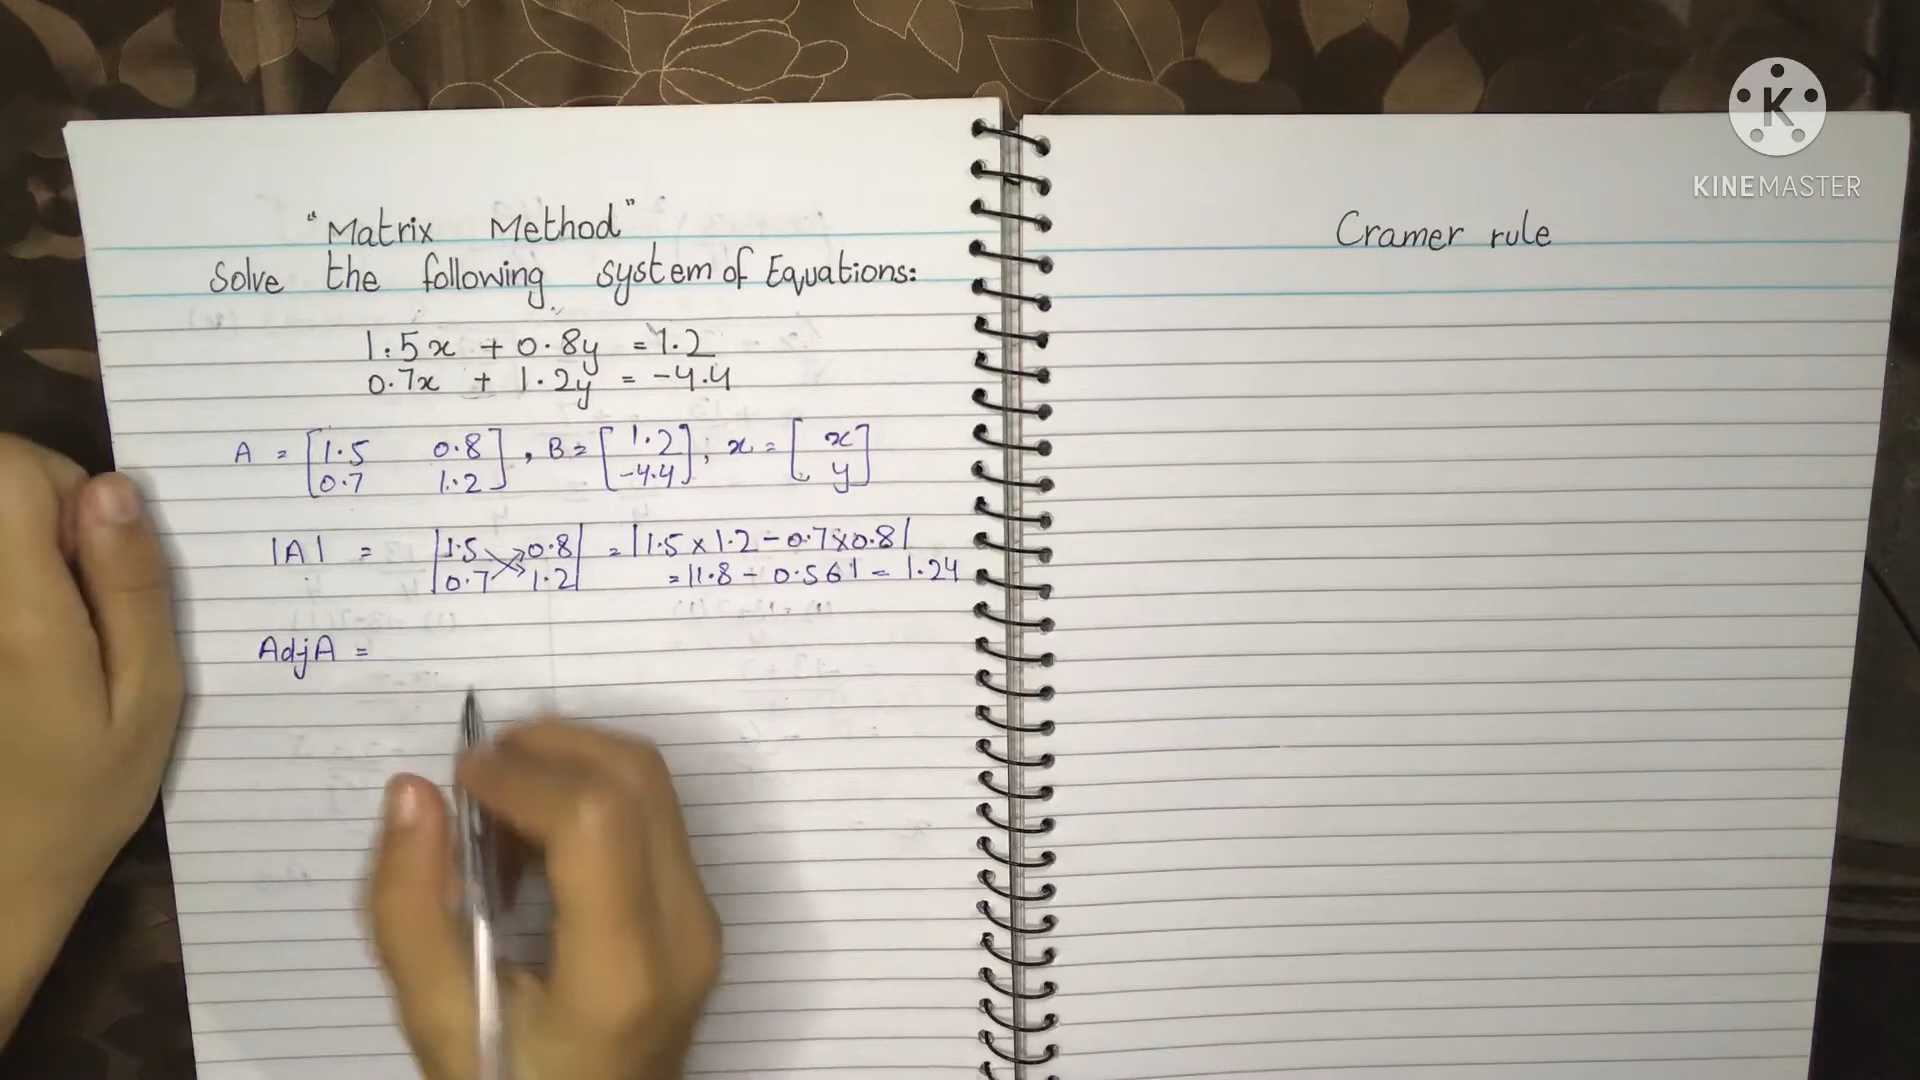 "Matrix Method"
Solve the following system of Equations:
1.5x + 0.8y = 1.2
0.7x + 1.2y = -4.4
A = [1.5 0.8], B = [1.2]; x = [x]
[0.7 1.2] [-4.4] [y]
|A| = |1.5 0.8| = |1.5 × 1.2 - 0.7 × 0.8|
|0.7 1.2| = |1.8 - 0.56| = 1.24
AdjA =
K
KINEMASTER
Cramer rule